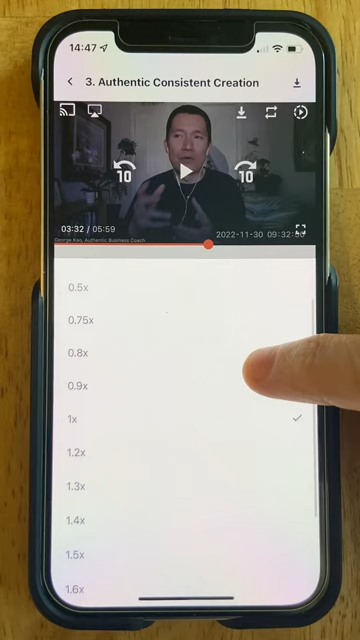 14:47
3. Authentic Consistent Creation
10
10
03:32 / 05:59
2022-11-30 09:32:
George Kao, Authentic Business Coach
0.5x
0.75x
0.8x
0.9x
1x
1.2x
1.3x
1.4x
1.5x
1.6x